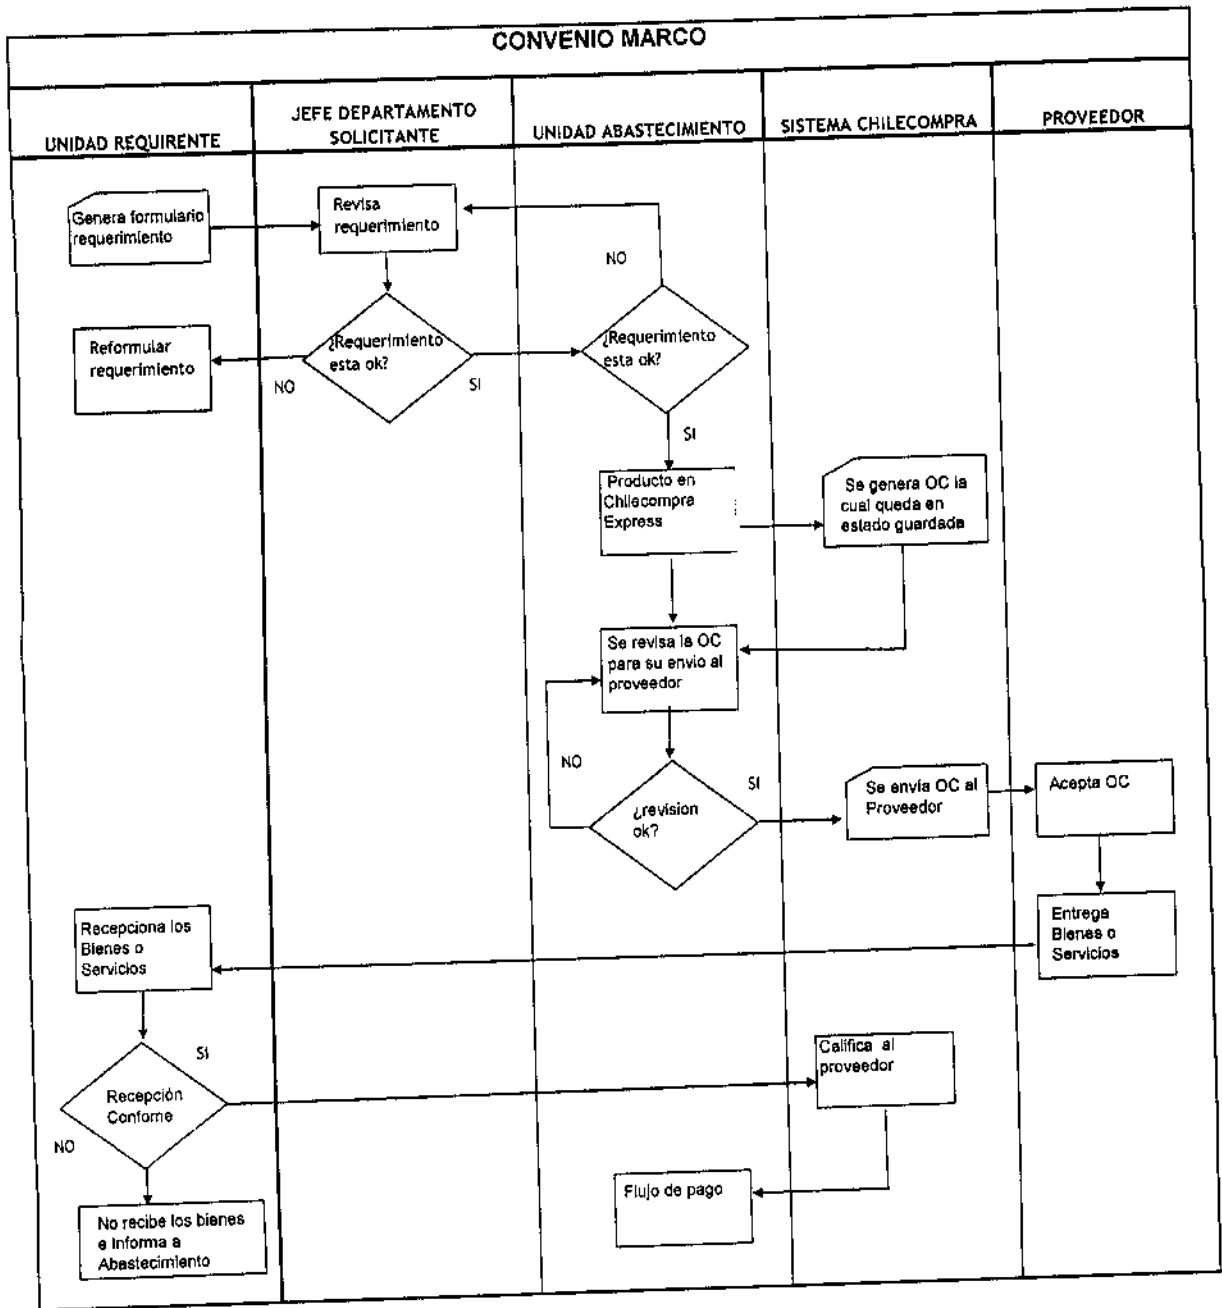 CONVENIO MARCO
UNIDAD REQUIRENTE
JEFE DEPARTAMENTO
SOLICITANTE
UNIDAD ABASTECIMIENTO
SISTEMA CHILECOMPRA
PROVEEDOR
Genera formulario
requerimiento
Revisa
requerimiento
NO
Reformular
requerimiento
NO
¿Requerimiento
esta ok?
SI
¿Requerimiento
esta ok?
SI
Producto en
Chilecompra
Express
Se genera OC la
cual queda en
estado guardada
Se revisa la OC
para su envio al
proveedor
NO
¿revision
ok?
SI
Se envía OC al
Proveedor
Acepta OC
Recepciona los
Bienes o
Servicios
Entrega
Bienes o
Servicios
SI
Recepción
Confome
NO
Califica al
proveedor
Flujo de pago
No recibe los bienes
e informa a
Abastecimiento